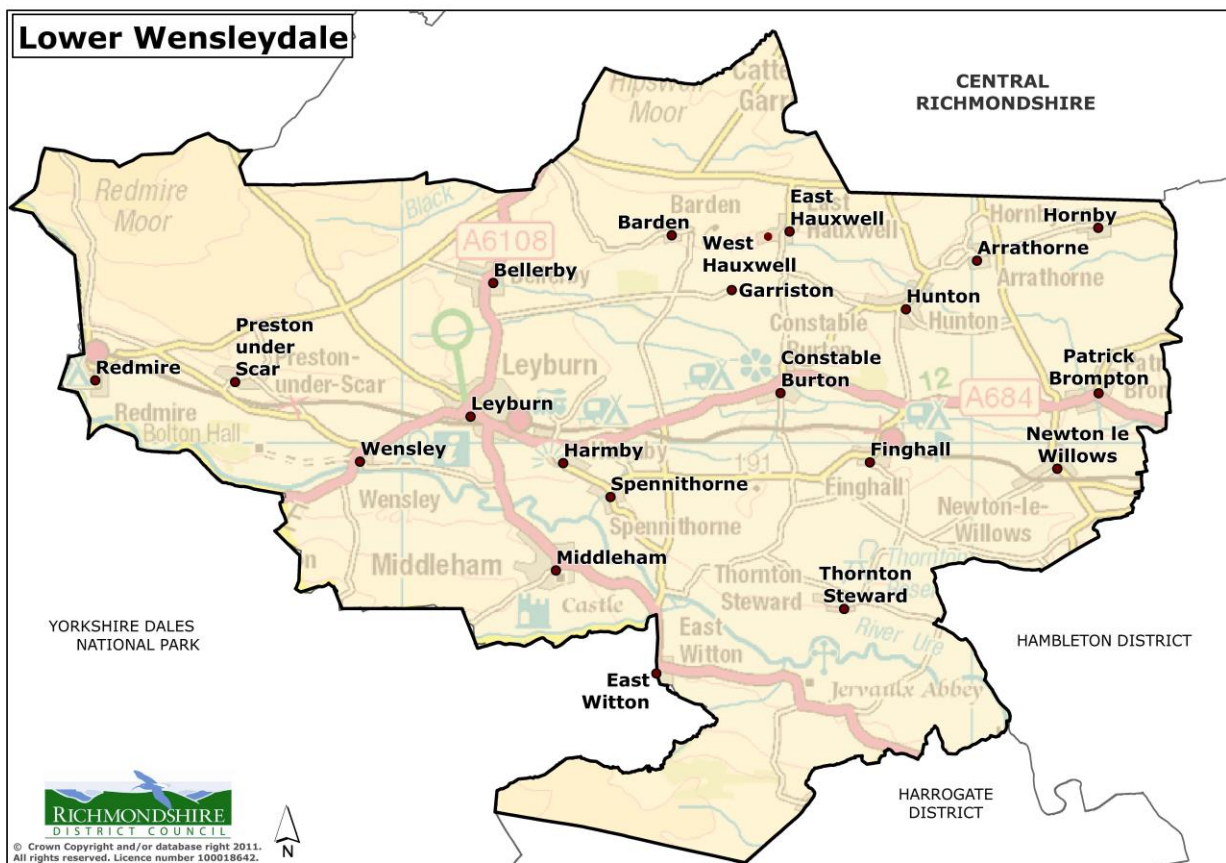 Lower Wensleydale
CENTRAL
RICHMONDSHIRE
Catte
Garr
Hipswell
Moor
Redmire
Moor
Black
A6108
Barden
Barden
East
Hauxwell
East
Hauxwell
West
Hauxwell
Hornby
Hornb
Arrathorne
Arrathorne
Bellerby
Bellerby
Garriston
Hunton
Hunton
Preston
under
Scar
Preston-
under-Scar
Redmire
Redmire
Bolton Hall
Leyburn
Leyburn
Constable
Burton
Constable
Burton
12
A684
Patrick
Brompton
Wensley
Wensley
Harmby
Spennithorne
Spennithorne
191
Finghall
Finghall
Newton le
Willows
Newton-le-
Willows
Middleham
Middleham
Castle
Thornton
Steward
Thornton
Steward
River Ure
East
Witton
East
Witton
Jervaulx Abbey
YORKSHIRE DALES
NATIONAL PARK
HAMBLETON DISTRICT
HARROGATE
DISTRICT
RICHMONDSHIRE
DISTRICT COUNCIL
© Crown Copyright and/or database right 2011.
All rights reserved. Licence number 100018642.
N